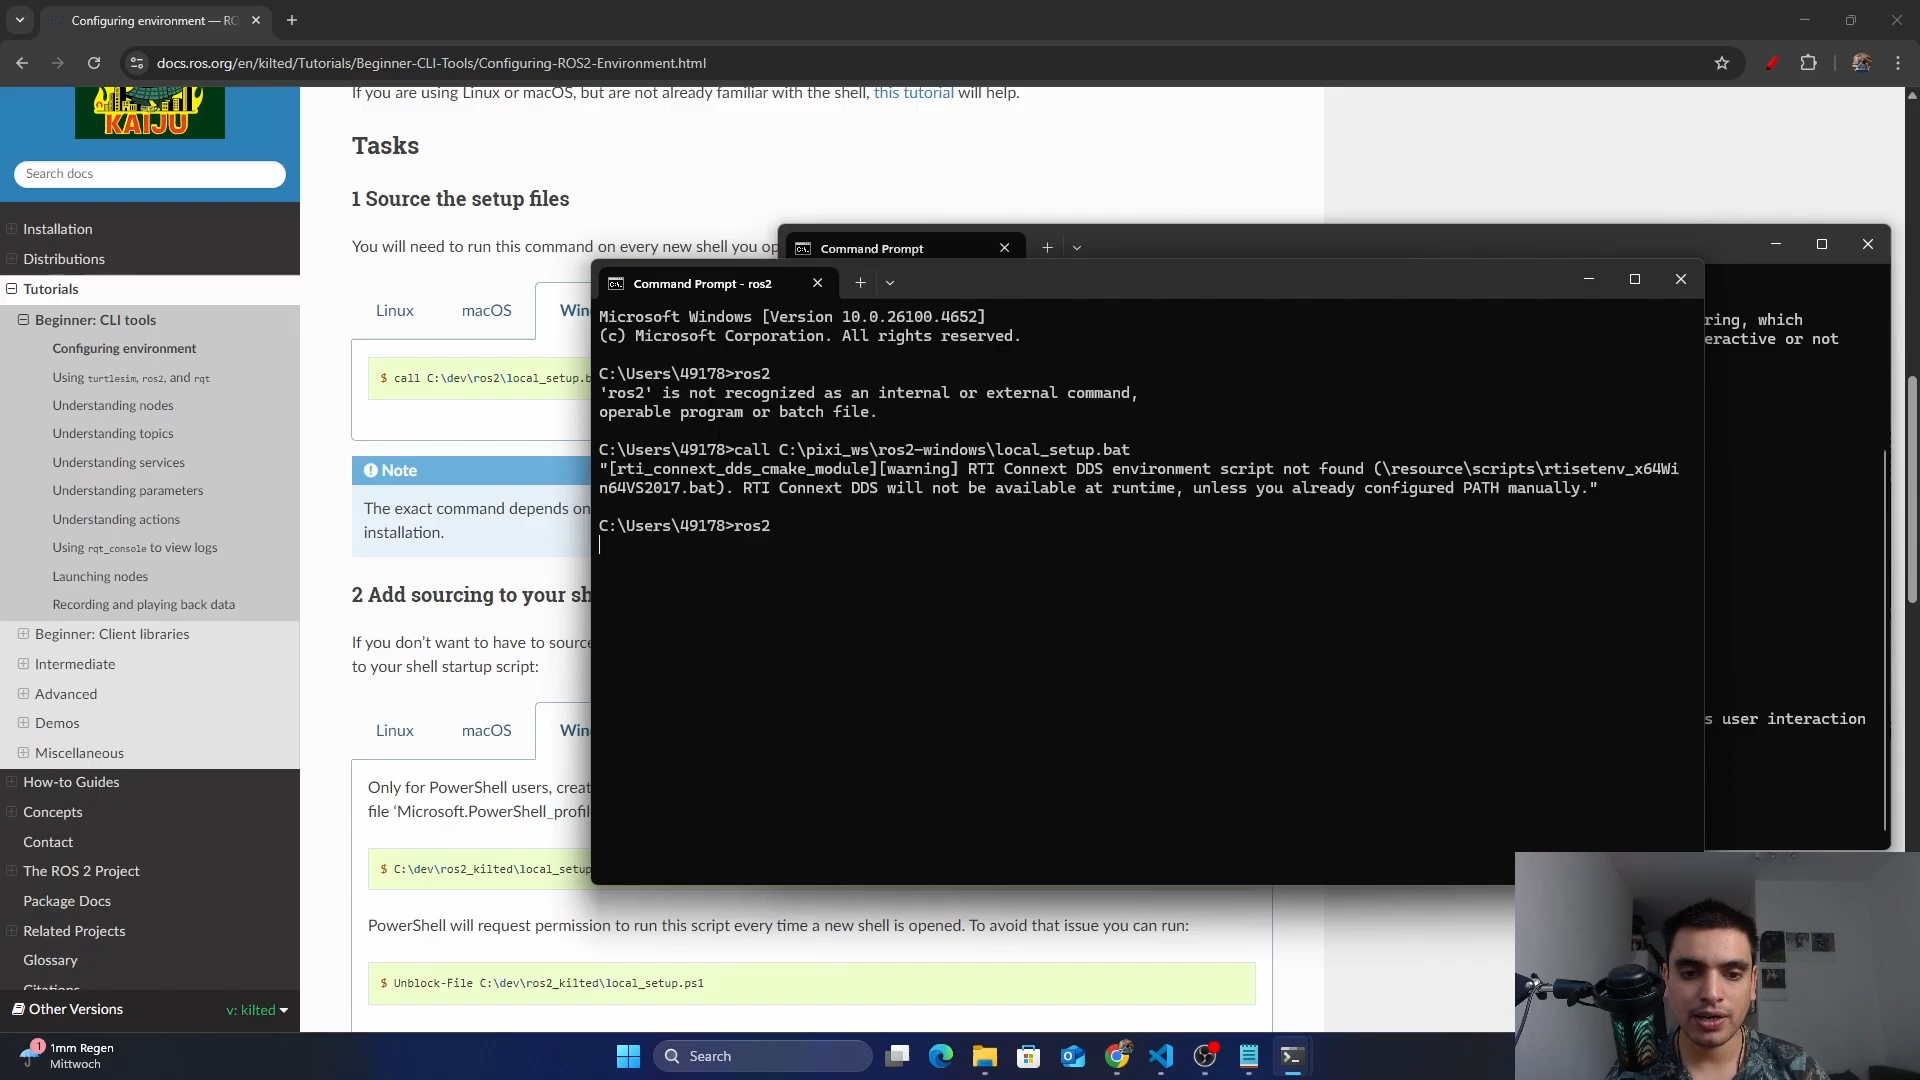 Configuring environment — RO
docs.ros.org/en/kilted/Tutorials/Beginner-CLI-Tools/Configuring-ROS2-Environment.html
KAIJU
Search docs
Installation
Distributions
Tutorials
Beginner: CLI tools
Configuring environment
Using turtlesim, ros2, and rqt
Understanding nodes
Understanding topics
Understanding services
Understanding parameters
Understanding actions
Using rqt_console to view logs
Launching nodes
Recording and playing back data
Beginner: Client libraries
Intermediate
Advanced
Demos
Miscellaneous
How-to Guides
Concepts
Contact
The ROS 2 Project
Package Docs
Related Projects
Glossary
Citations
Other Versions
v: kilted
If you are using Linux or macOS, but are not already familiar with the shell, this tutorial will help.
Tasks
1 Source the setup files
You will need to run this command on every new shell you op
Linux macOS Win
$ call C:\dev\ros2\local_setup.b
Note
The exact command depends on
installation.
2 Add sourcing to your sh
If you don't want to have to source
to your shell startup script:
Linux macOS Win
Only for PowerShell users, creat
file 'Microsoft.PowerShell_profil
$ C:\dev\ros2_kilted\local_setup
PowerShell will request permission to run this script every time a new shell is opened. To avoid that issue you can run:
$ Unblock-File C:\dev\ros2_kilted\local_setup.ps1
Command Prompt
ring, which
eractive or not
s user interaction
Command Prompt - ros2
Microsoft Windows [Version 10.0.26100.4652]
(c) Microsoft Corporation. All rights reserved.
C:\Users\49178>ros2
'ros2' is not recognized as an internal or external command,
operable program or batch file.
C:\Users\49178>call C:\pixi_ws\ros2-windows\local_setup.bat
"[rti_connext_dds_cmake_module][warning] RTI Connext DDS environment script not found (\resource\scripts\rtisetenv_x64Wi
n64VS2017.bat). RTI Connext DDS will not be available at runtime, unless you already configured PATH manually."
C:\Users\49178>ros2
1
1mm Regen
Mittwoch
Search